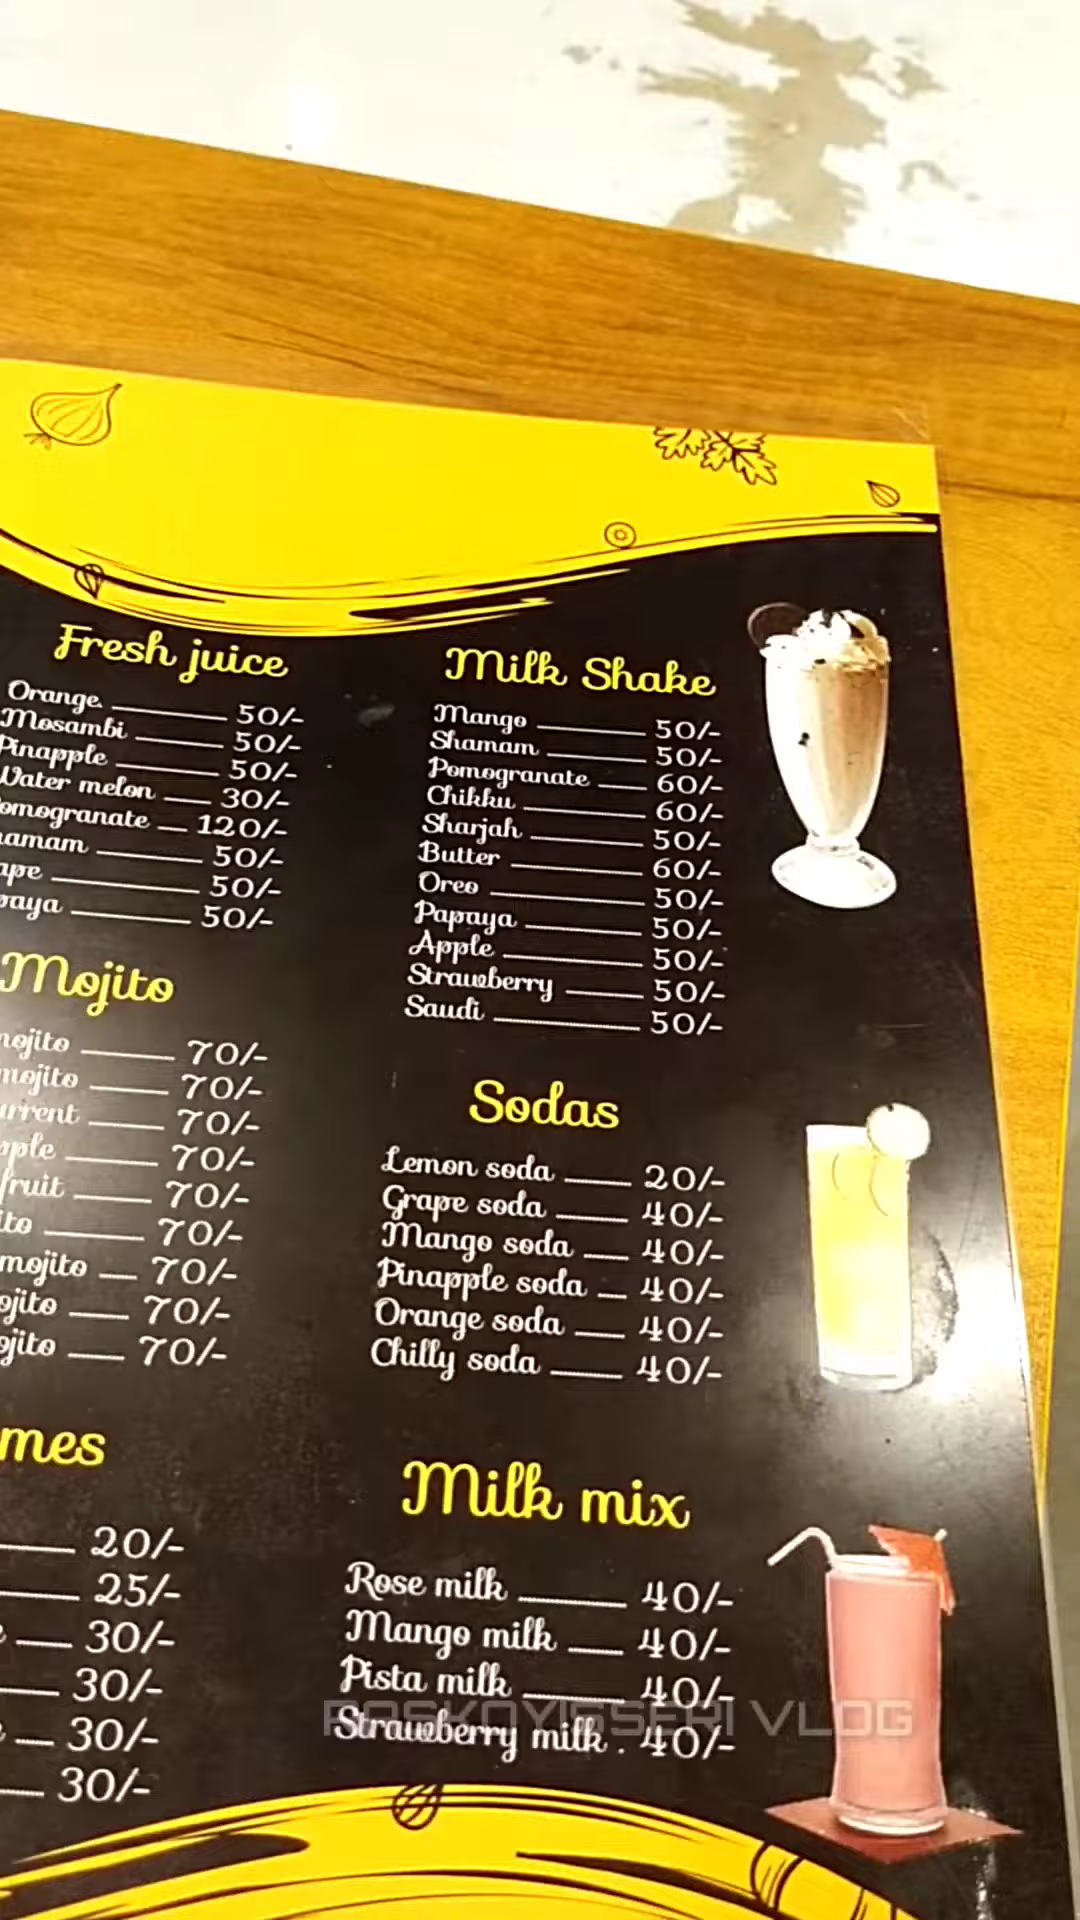 Fresh juice
Orange 50/-
Mosambi 50/-
Pinapple 50/-
Water melon 30/-
omogranate 120/-
amam 50/-
ape 50/-
paya 50/-
Mojito
mojito 70/-
mojito 70/-
urrent 70/-
pple 70/-
fruit 70/-
ito 70/-
mojito 70/-
ojito 70/-
ojito 70/-
mes
20/-
25/-
30/-
30/-
30/-
30/-
Milk Shake
Mango 50/-
Shamam 50/-
Pomogranate 60/-
Chikku 60/-
Sharjah 50/-
Butter 60/-
Oreo 50/-
Papaya 50/-
Apple 50/-
Strawberry 50/-
Saudi 50/-
Sodas
Lemon soda 20/-
Grape soda 40/-
Mango soda 40/-
Pinapple soda 40/-
Orange soda 40/-
Chilly soda 40/-
Milk mix
Rose milk 40/-
Mango milk 40/-
Pista milk 40/-
Strawberry milk . 40/-
VLOG